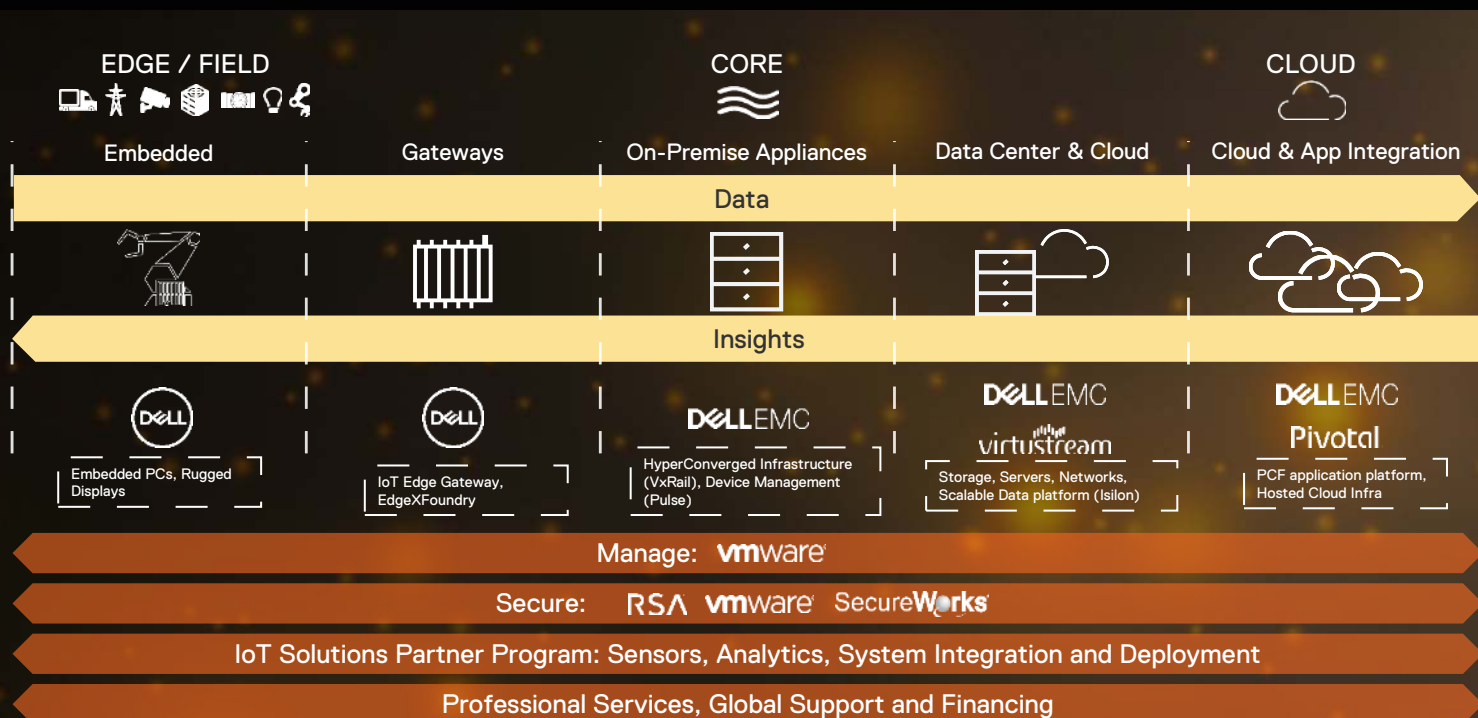 EDGE / FIELD
CORE
CLOUD
Embedded
Gateways
On-Premise Appliances
Data Center & Cloud
Cloud & App Integration
Data
Insights
DELL
Embedded PCs, Rugged
Displays
DELL
IoT Edge Gateway,
EdgeXFoundry
DELLEMC
HyperConverged Infrastructure
(VxRail), Device Management
(Pulse)
DELLEMC
virtustream
Storage, Servers, Networks,
Scalable Data platform (Isilon)
DELLEMC
Pivotal
PCF application platform,
Hosted Cloud Infra
Manage: vmware
Secure: RSA vmware SecureWorks
IoT Solutions Partner Program: Sensors, Analytics, System Integration and Deployment
Professional Services, Global Support and Financing